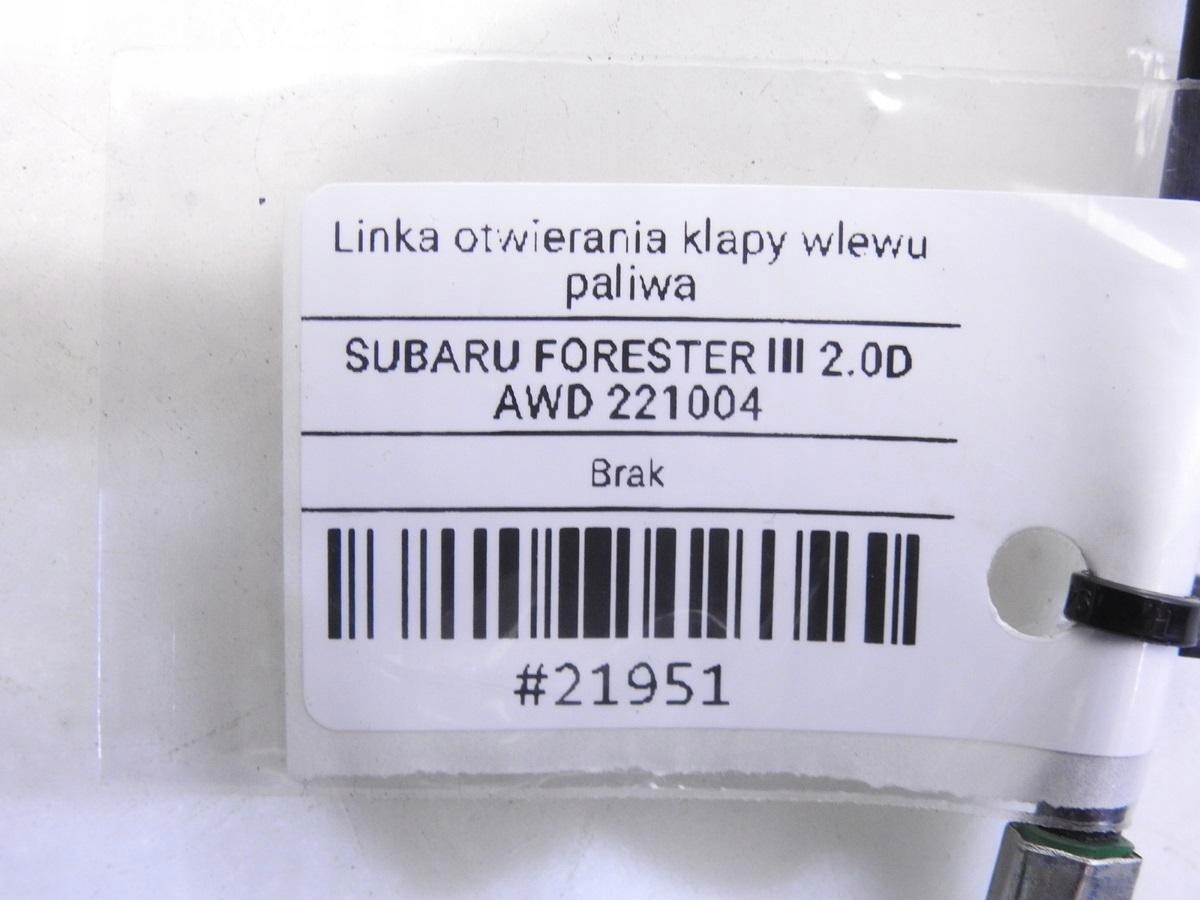 Linka otwierania klapy wlewu
paliwa
SUBARU FORESTER III 2.0D
AWD 221004
Brak
#21951